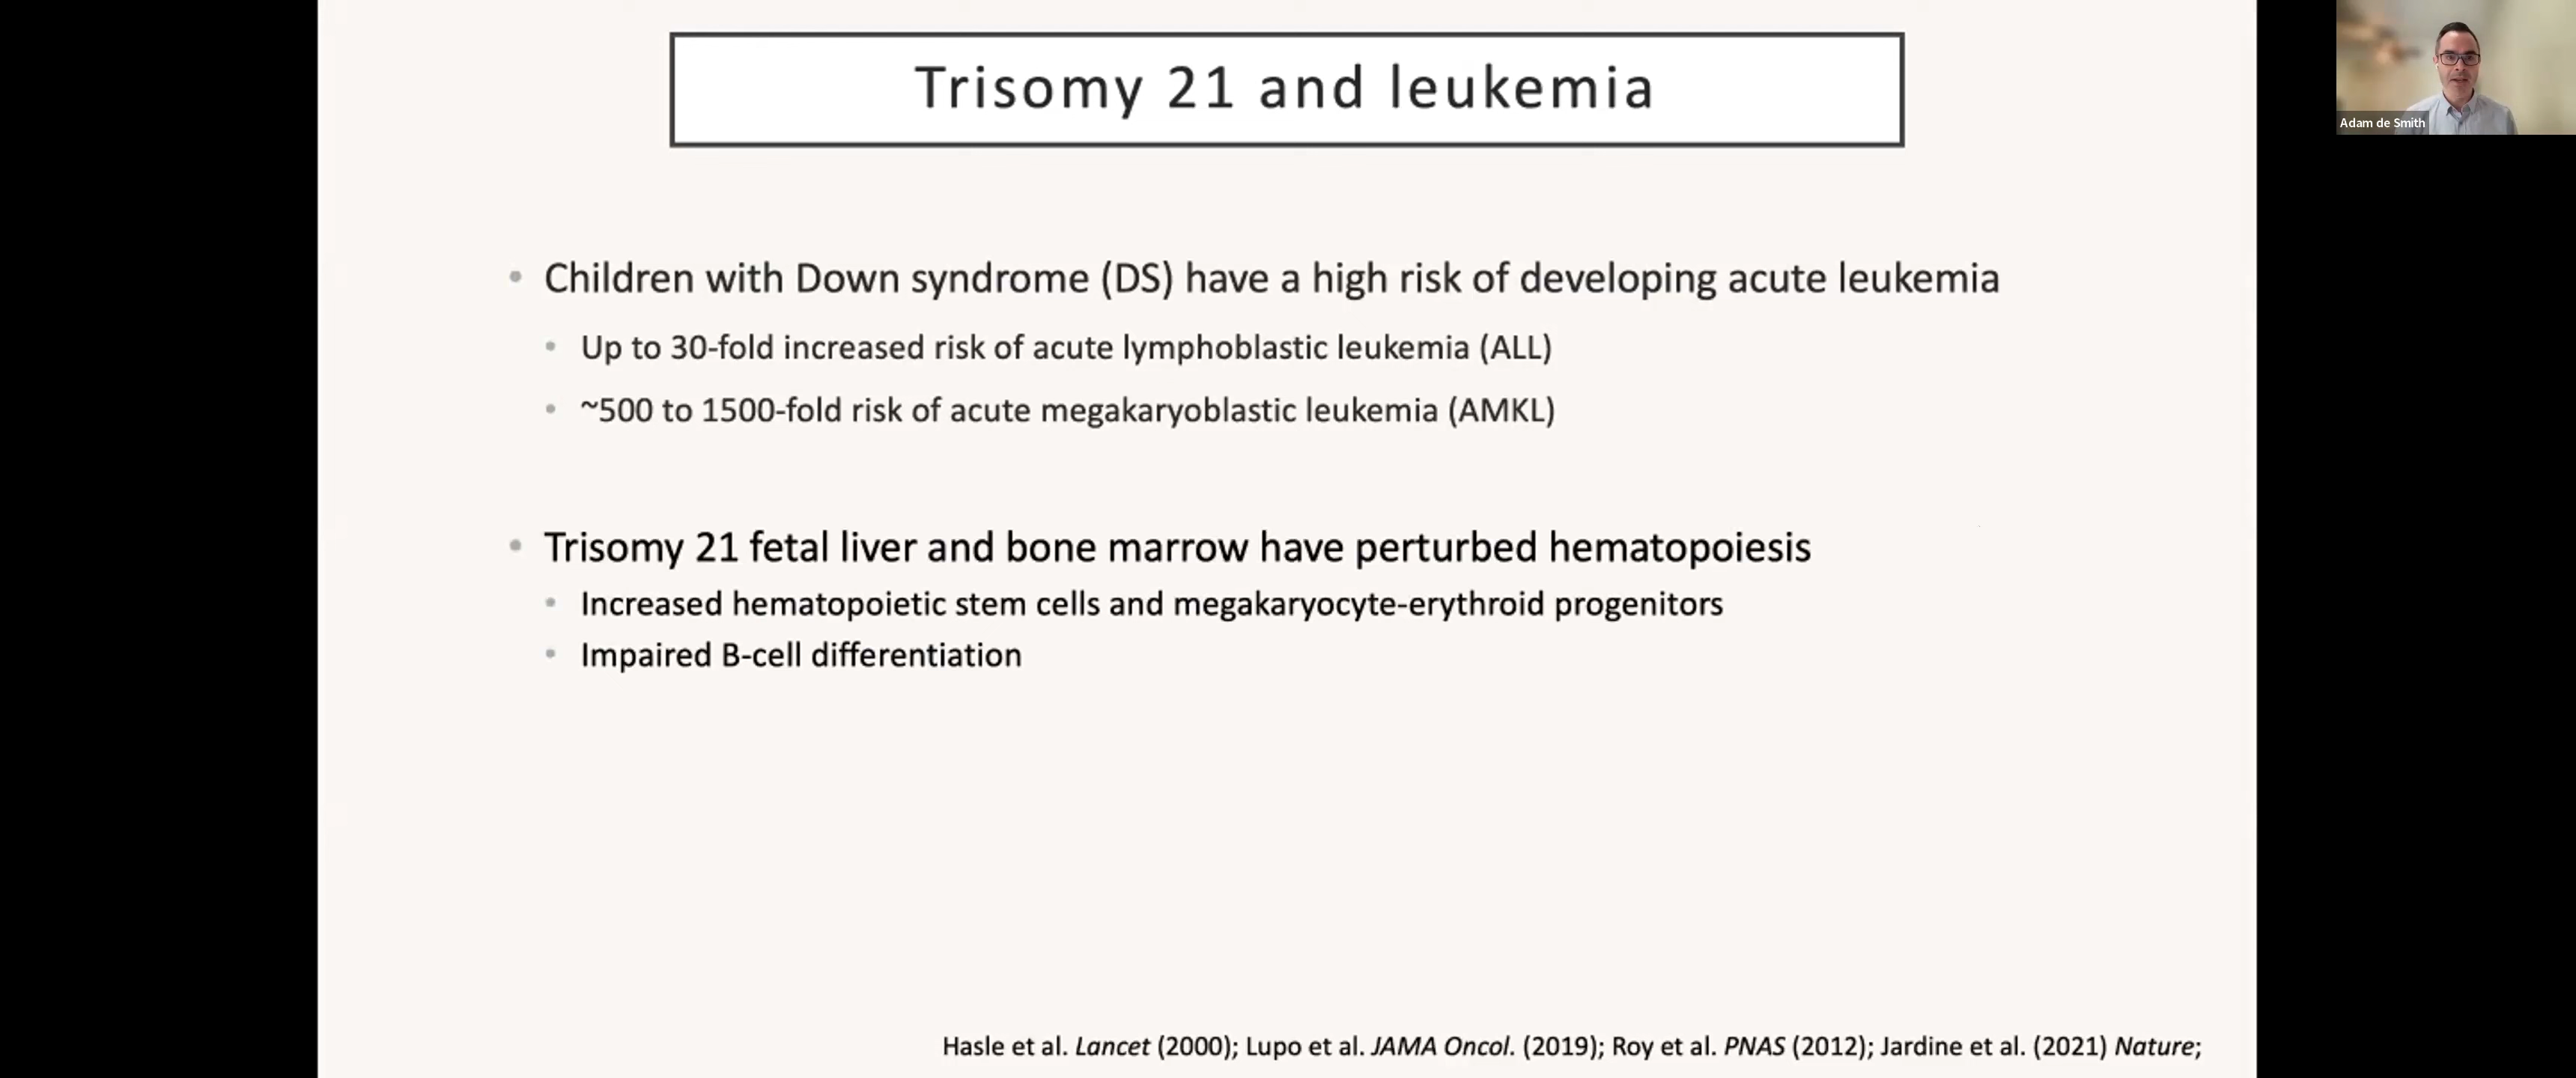 Trisomy 21 and leukemia
Adam de Smith
• Children with Down syndrome (DS) have a high risk of developing acute leukemia
• Up to 30-fold increased risk of acute lymphoblastic leukemia (ALL)
• ~500 to 1500-fold risk of acute megakaryoblastic leukemia (AMKL)
• Trisomy 21 fetal liver and bone marrow have perturbed hematopoiesis
• Increased hematopoietic stem cells and megakaryocyte-erythroid progenitors
• Impaired B-cell differentiation
Hasle et al. Lancet (2000); Lupo et al. JAMA Oncol. (2019); Roy et al. PNAS (2012); Jardine et al. (2021) Nature;